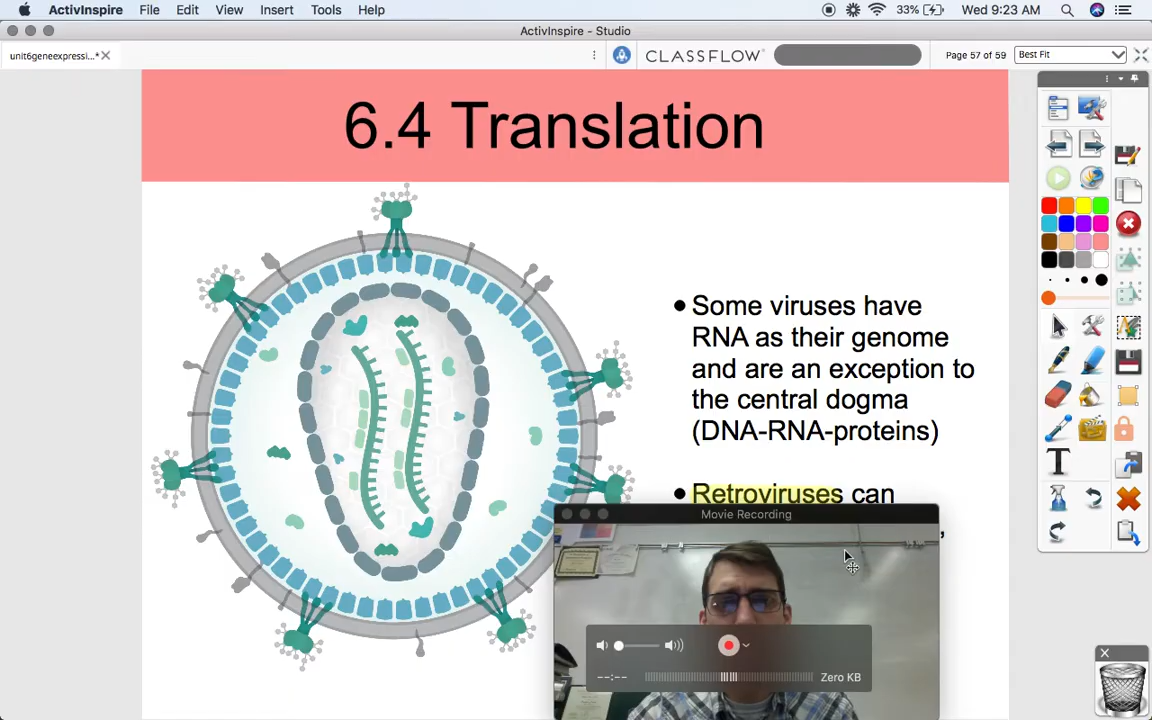 ActivInspire File Edit View Insert Tools Help 33% Wed 9:23 AM
ActivInspire - Studio
unit6geneexpressi...* CLASSFLOW Page 57 of 59 Best Fit
6.4 Translation
• Some viruses have
RNA as their genome
and are an exception to
the central dogma
(DNA-RNA-proteins)
• Retroviruses can
,
Movie Recording
--:-- Zero KB
T